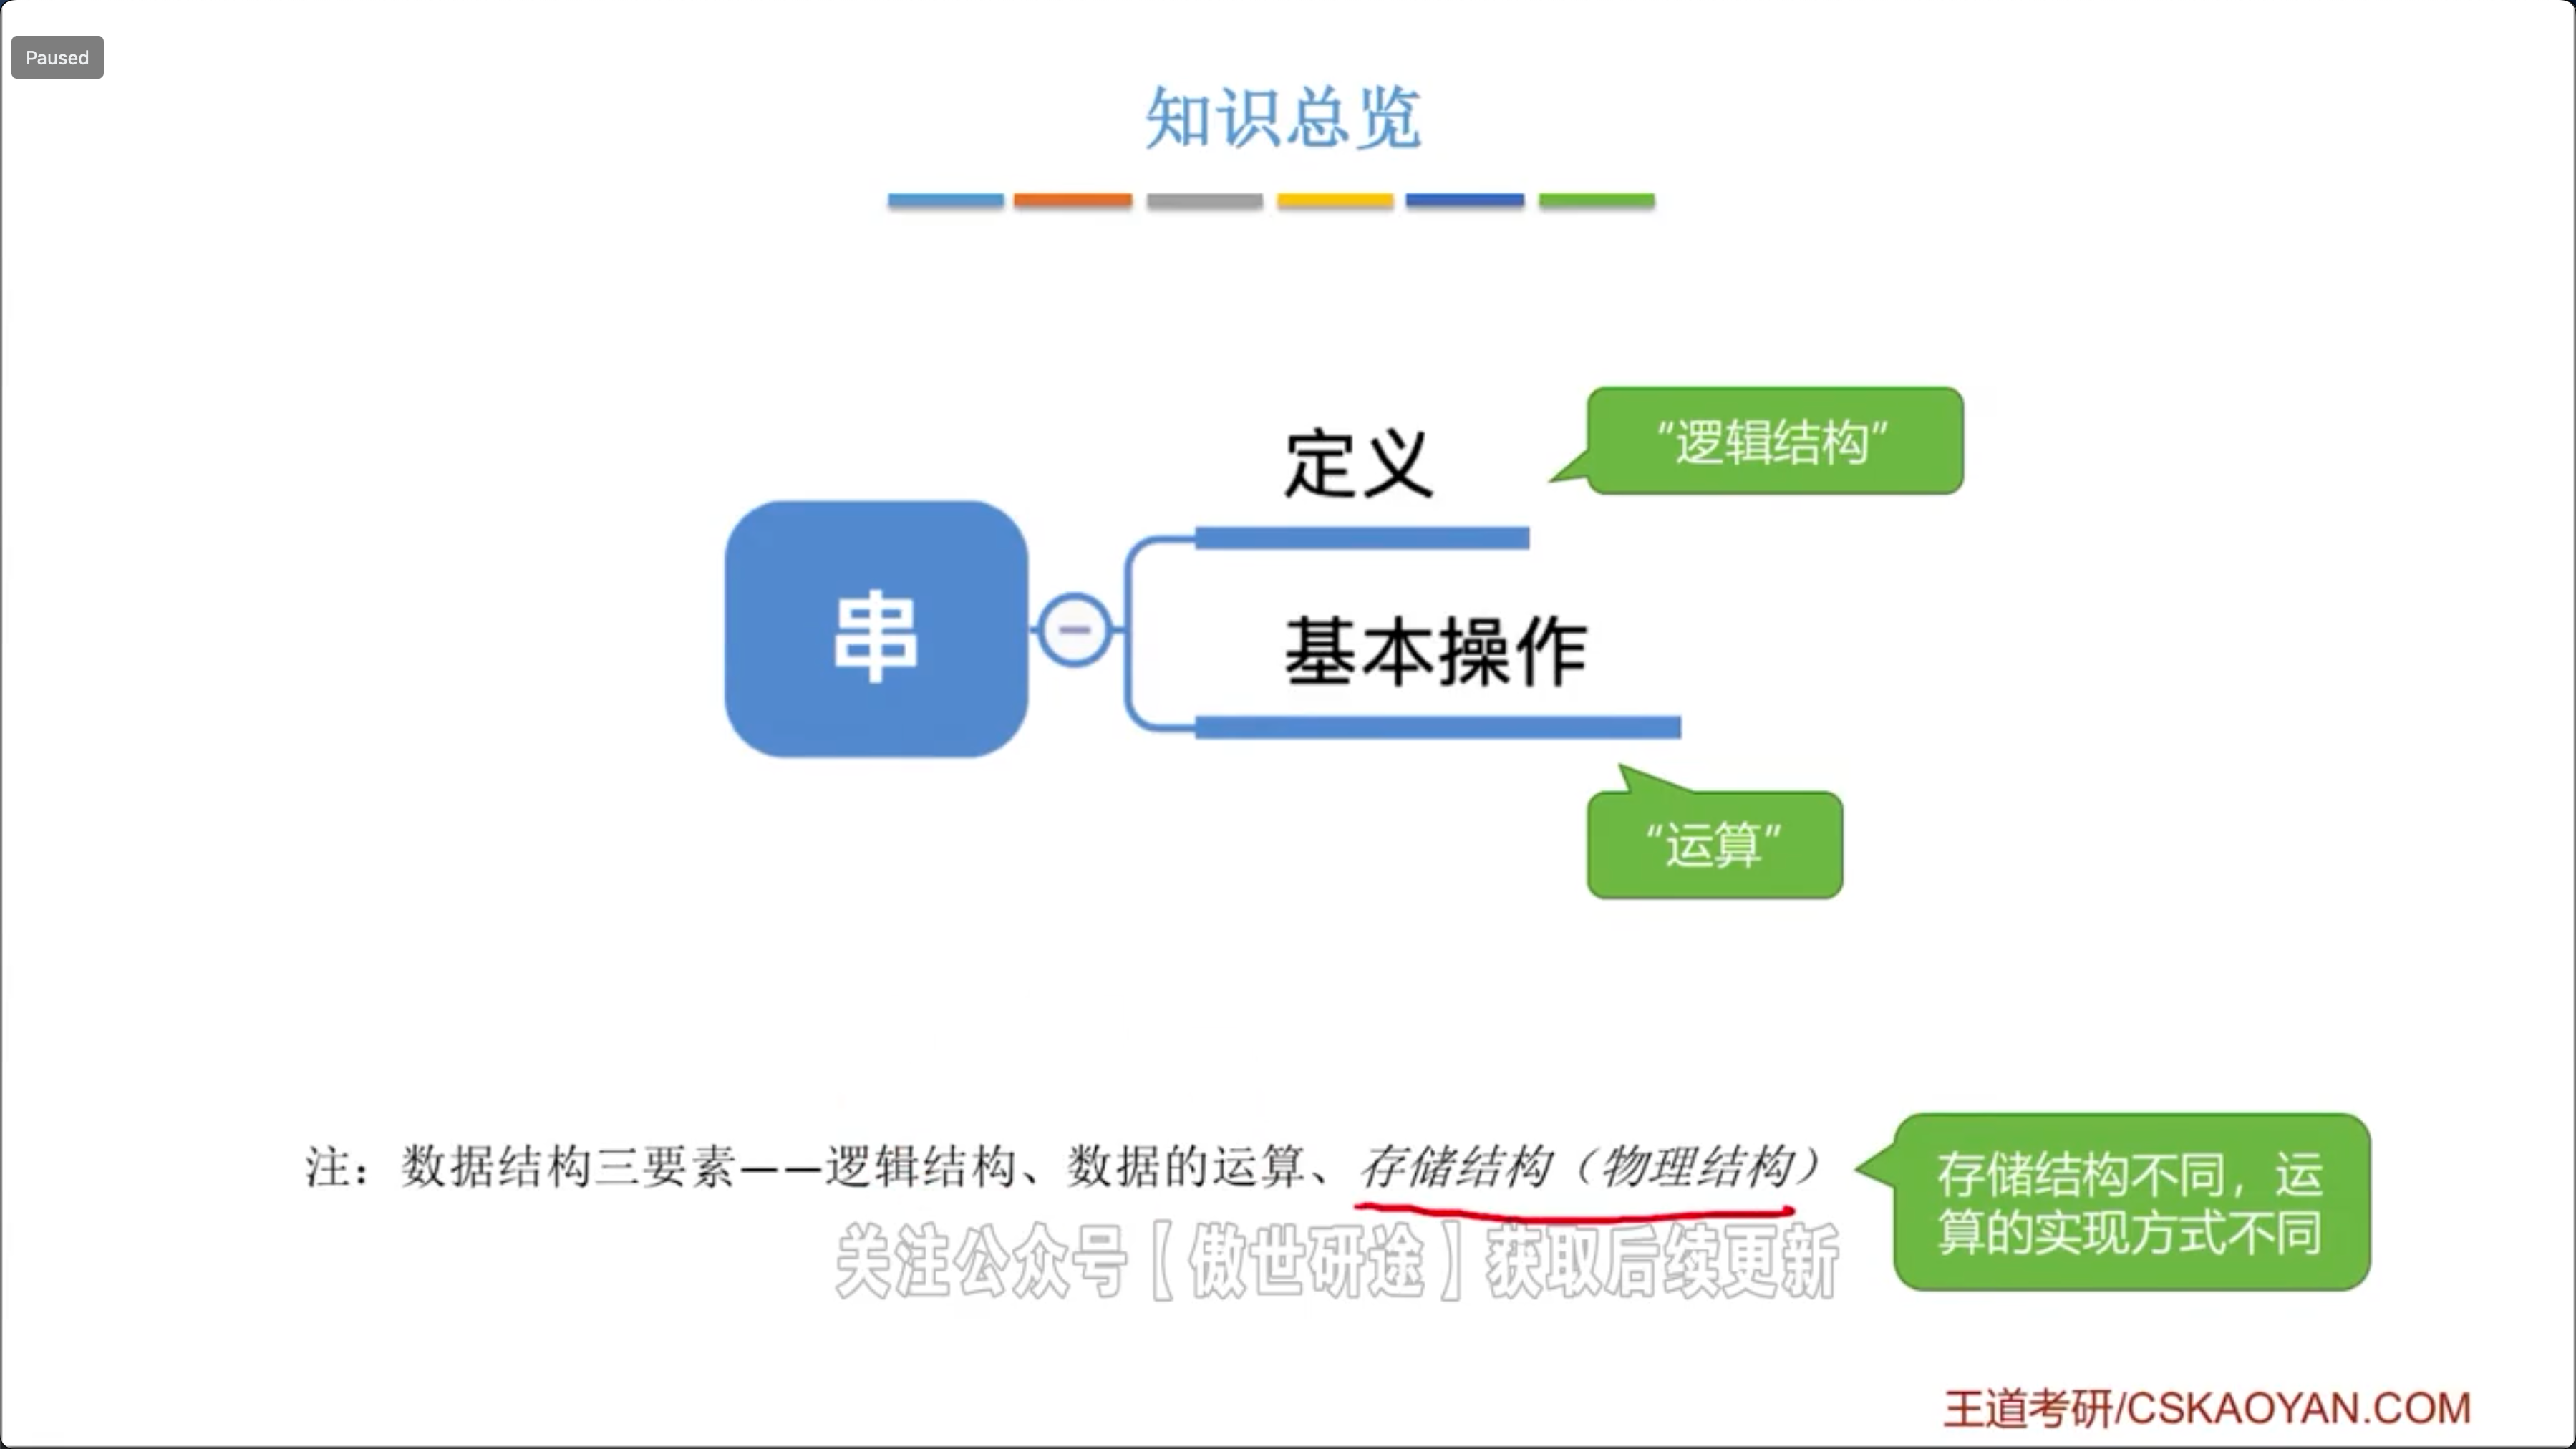 Paused
知识总览
定义
“逻辑结构”
串
基本操作
“运算”
注：数据结构三要素——逻辑结构、数据的运算、存储结构（物理结构）
存储结构不同，运
算的实现方式不同
关注公众号【傲世研途】获取后续更新
王道考研/CSKAOYAN.COM